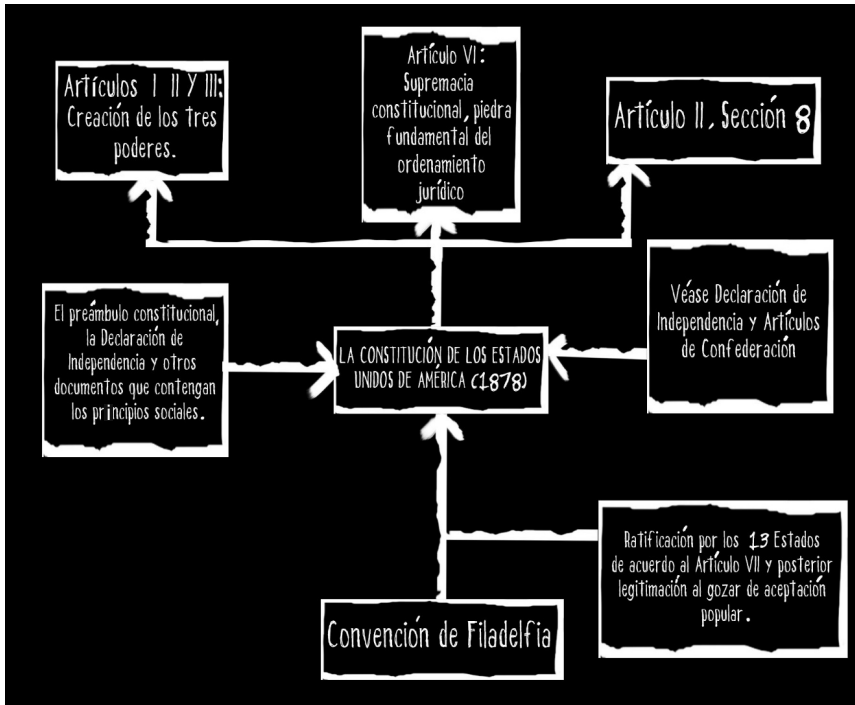 Artículos I II Y III:
Creación de los tres
poderes.
Artículo VI:
Supremacia
constitucional, piedra
fundamental del
ordenamiento
jurídico
Artículo II, Sección 8
El preámbulo constitucional,
la Declaración de
Independencia y otros
documentos que contengan
los principios sociales.
LA CONSTITUCIÓN DE LOS ESTADOS
UNIDOS DE AMÉRICA (1878)
Véase Declaración de
Independencia y Artículos
de Confederación
Ratificación por los 13 Estados
de acuerdo al Artículo VII y posterior
legitimación al gozar de aceptación
popular.
Convención de Filadelfia